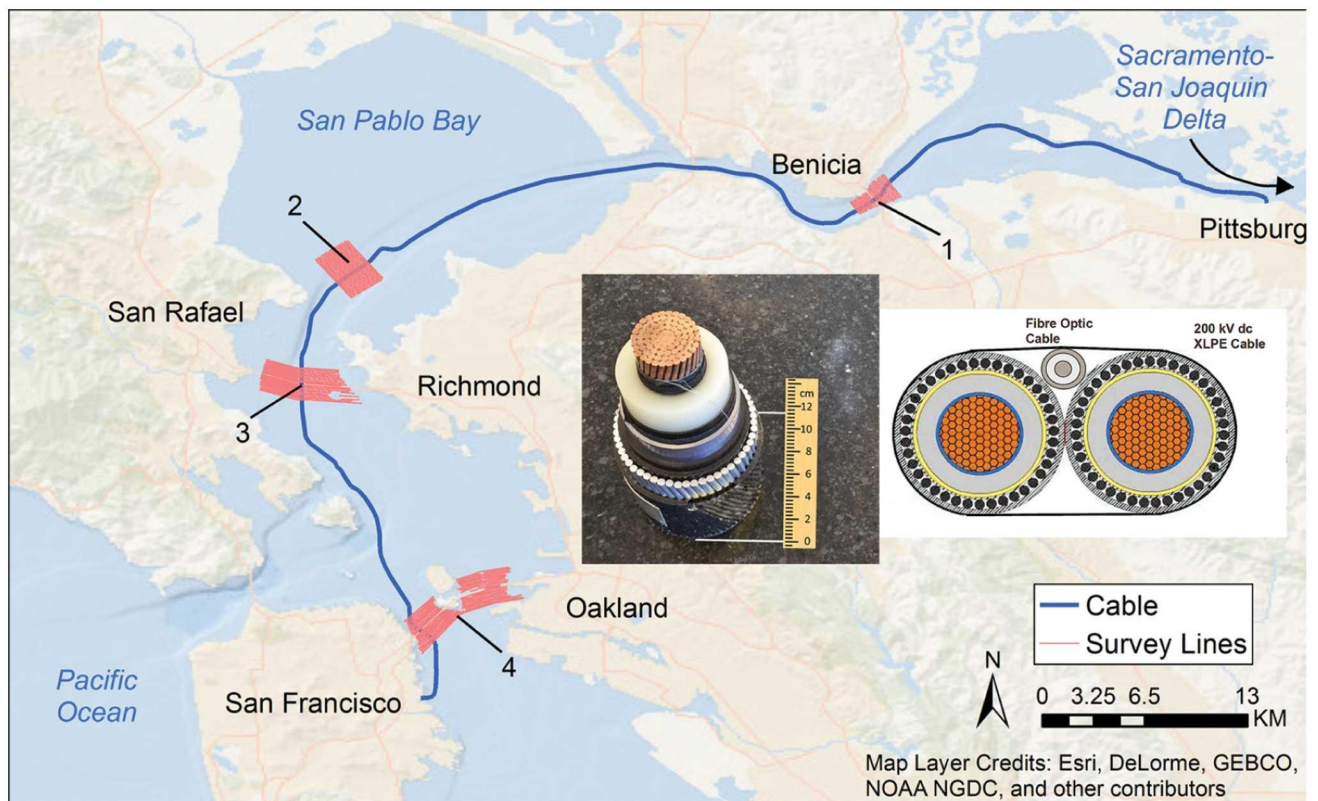 Sacramento-
San Joaquin
Delta
San Pablo Bay
Benicia
2
1
Pittsburg
San Rafael
Fibre Optic
Cable
200 kV dc
XLPE Cable
Richmond
3
cm
12
10
8
6
4
2
0
Oakland
4
Cable
Survey Lines
Pacific
Ocean
San Francisco
N
0 3.25 6.5 13
KM
Map Layer Credits: Esri, DeLorme, GEBCO,
NOAA NGDC, and other contributors